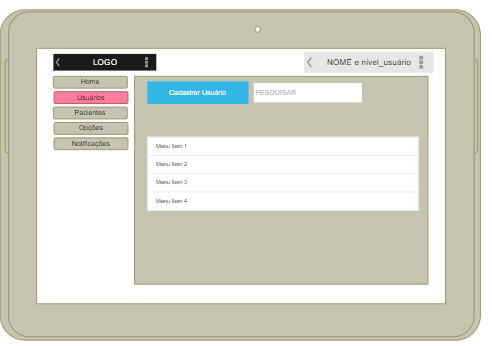 LOGO
NOME e nivel_usuário
Home
Usuários
Pacientes
Opções
Notificações
Cadastrar Usuário
PESQUISAR
Menu Item 1
Menu Item 2
Menu Item 3
Menu Item 4